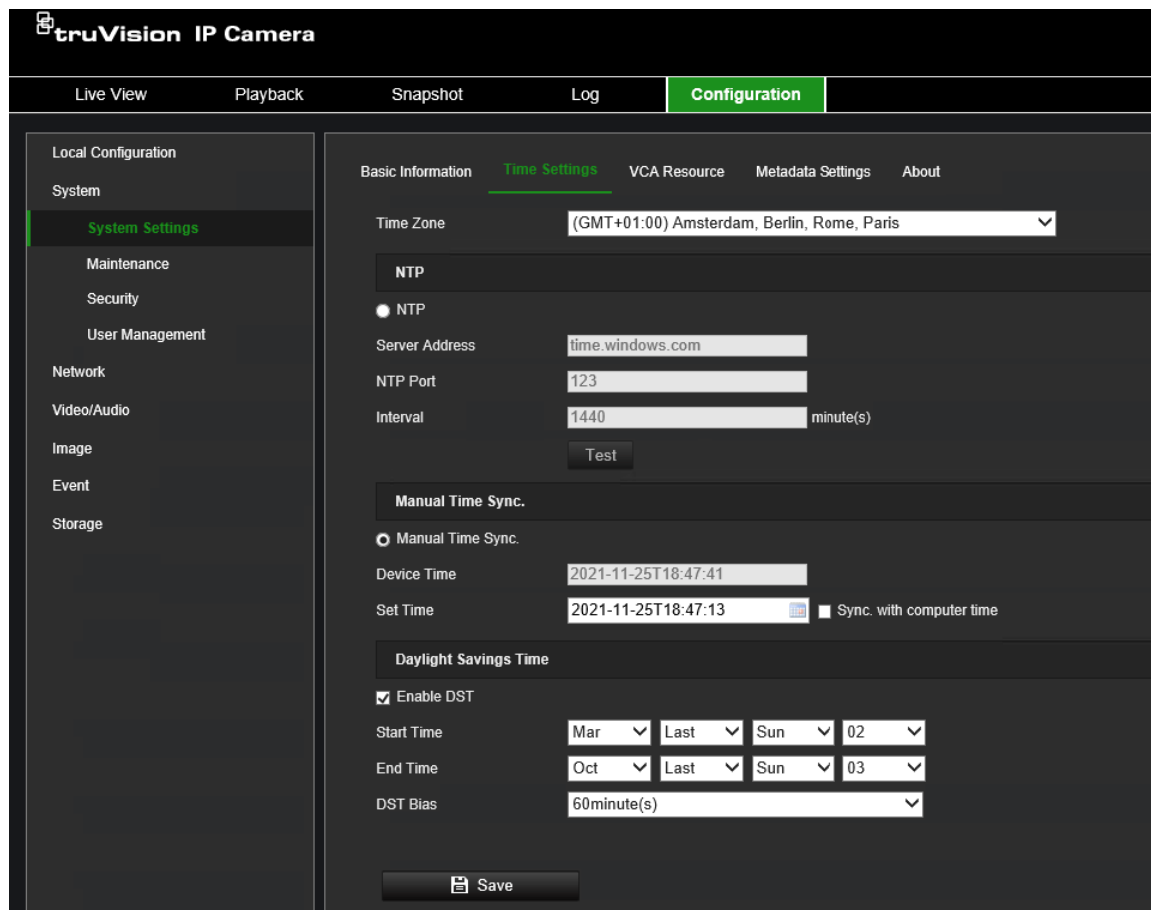 truVision IP Camera
Live View Playback Snapshot Log Configuration
Local Configuration
System
System Settings
Maintenance
Security
User Management
Network
Video/Audio
Image
Event
Storage
Basic Information Time Settings VCA Resource Metadata Settings About
Time Zone (GMT+01:00) Amsterdam, Berlin, Rome, Paris
NTP
NTP
Server Address time.windows.com
NTP Port 123
Interval 1440 minute(s)
Test
Manual Time Sync.
Manual Time Sync.
Device Time 2021-11-25T18:47:41
Set Time 2021-11-25T18:47:13 Sync. with computer time
Daylight Savings Time
Enable DST
Start Time Mar Last Sun 02
End Time Oct Last Sun 03
DST Bias 60minute(s)
Save